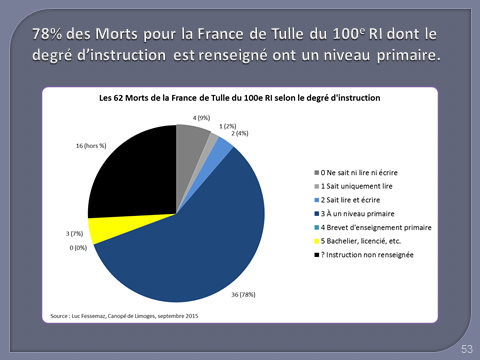 78% des Morts pour la France de Tulle du 100e RI dont le
degré d'instruction est renseigné ont un niveau primaire.
Les 62 Morts de la France de Tulle du 100e RI selon le degré d'instruction
4 (9%)
1 (2%)
2 (4%)
16 (hors %)
3 (7%)
0 (0%)
36 (78%)
0 Ne sait ni lire ni écrire
1 Sait uniquement lire
2 Sait lire et écrire
3 À un niveau primaire
4 Brevet d'enseignement primaire
5 Bachelier, licencié, etc.
? Instruction non renseignée
Source : Luc Fessemaz, Canopé de Limoges, septembre 2015
53